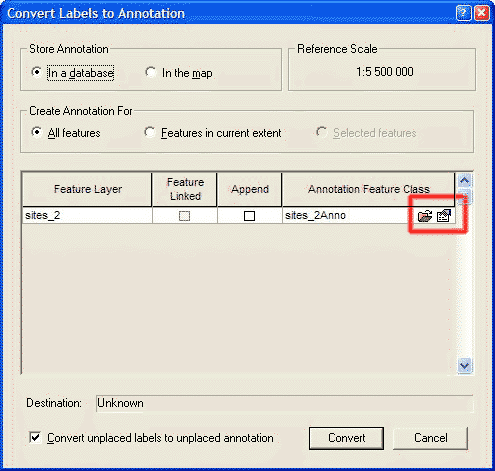 Convert Labels to Annotation
Store Annotation
In a database
In the map
Reference Scale
1:5 500 000
Create Annotation For
All features
Features in current extent
Selected features
Feature Layer
Feature Linked
Append
Annotation Feature Class
sites_2
sites_2Anno
Destination:
Unknown
Convert unplaced labels to unplaced annotation
Convert
Cancel